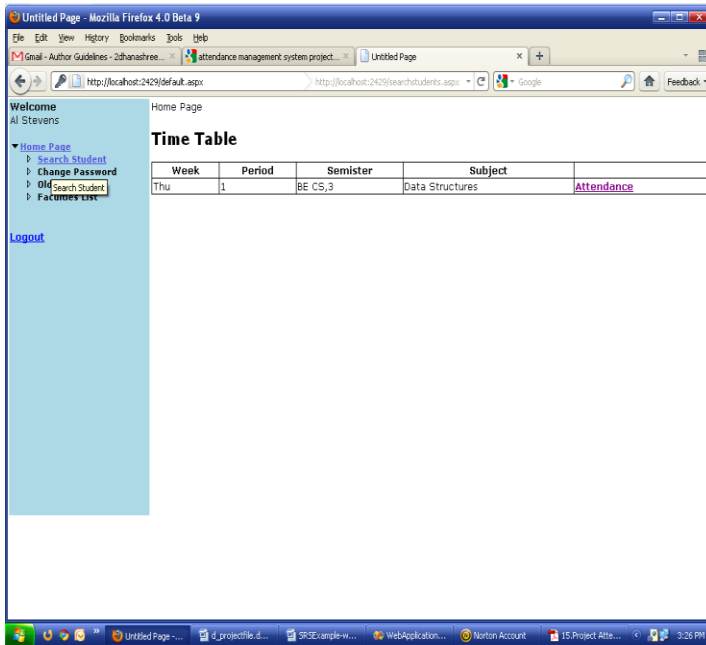 Untitled Page - Mozilla Firefox 4.0 Beta 9
File Edit View History Bookmarks Tools Help
Gmail - Author Guidelines - 2dhanashree... attendance management system project... Untitled Page
http://localhost:2429/default.aspx http://localhost:2429/searchstudents.aspx Google Feedback
Welcome
Al Stevens
Home Page
Search Student
Change Password
Search Student
Faculties List
Logout
Home Page
Time Table
Week Period Semister Subject
Thu 1 BE CS,3 Data Structures Attendance
Untitled Page -... d_projectfile.d... SRSExample-w... WebApplication... Norton Account 15.Project Atte... 3:26 PM